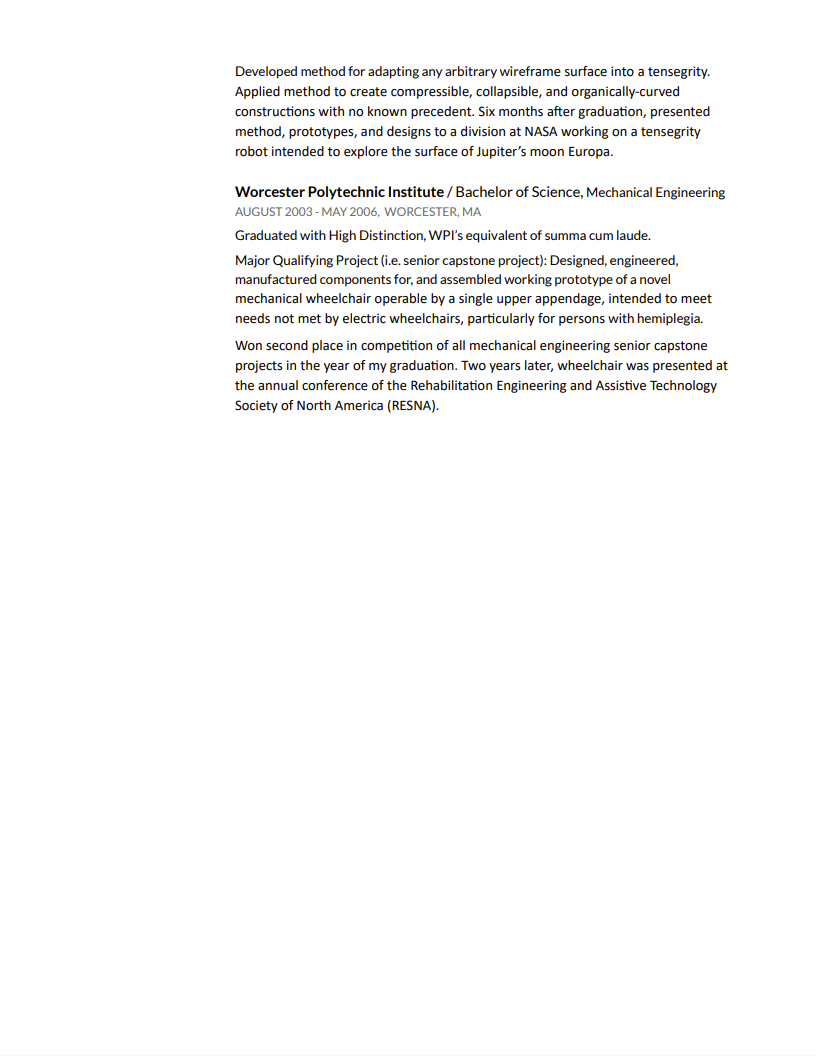 Developed method for adapting any arbitrary wireframe surface into a tensegrity.
Applied method to create compressible, collapsible, and organically-curved
constructions with no known precedent. Six months after graduation, presented
method, prototypes, and designs to a division at NASA working on a tensegrity
robot intended to explore the surface of Jupiter’s moon Europa.
Worcester Polytechnic Institute / Bachelor of Science, Mechanical Engineering
AUGUST 2003 - MAY 2006, WORCESTER, MA
Graduated with High Distinction, WPI’s equivalent of summa cum laude.
Major Qualifying Project (i.e. senior capstone project): Designed, engineered,
manufactured components for, and assembled working prototype of a novel
mechanical wheelchair operable by a single upper appendage, intended to meet
needs not met by electric wheelchairs, particularly for persons with hemiplegia.
Won second place in competition of all mechanical engineering senior capstone
projects in the year of my graduation. Two years later, wheelchair was presented at
the annual conference of the Rehabilitation Engineering and Assistive Technology
Society of North America (RESNA).